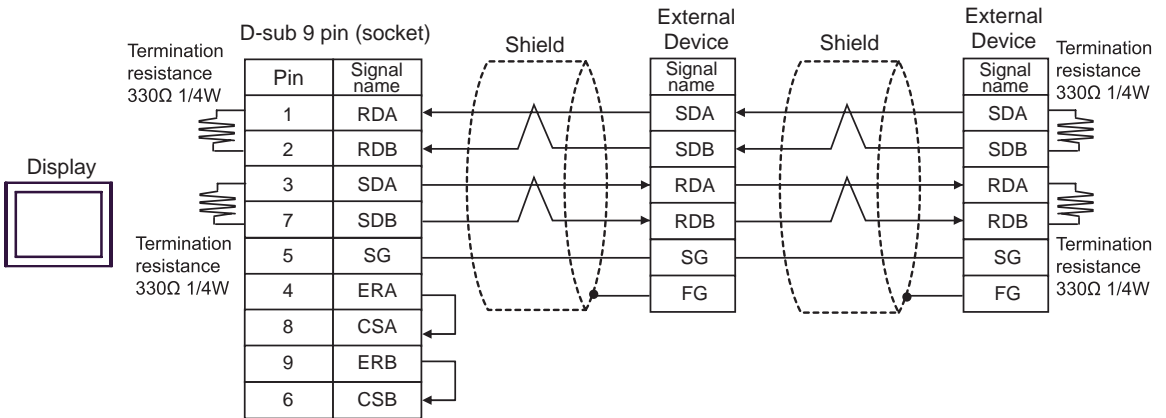 D-sub 9 pin (socket)
Termination
resistance
330Ω 1/4W
Pin
Signal
name
1
RDA
2
RDB
3
SDA
7
SDB
5
SG
4
ERA
8
CSA
9
ERB
6
CSB
Display
Termination
resistance
330Ω 1/4W
Shield
External
Device
Signal
name
SDA
SDB
RDA
RDB
SG
FG
Shield
External
Device
Signal
name
SDA
SDB
RDA
RDB
SG
FG
Termination
resistance
330Ω 1/4W
Termination
resistance
330Ω 1/4W